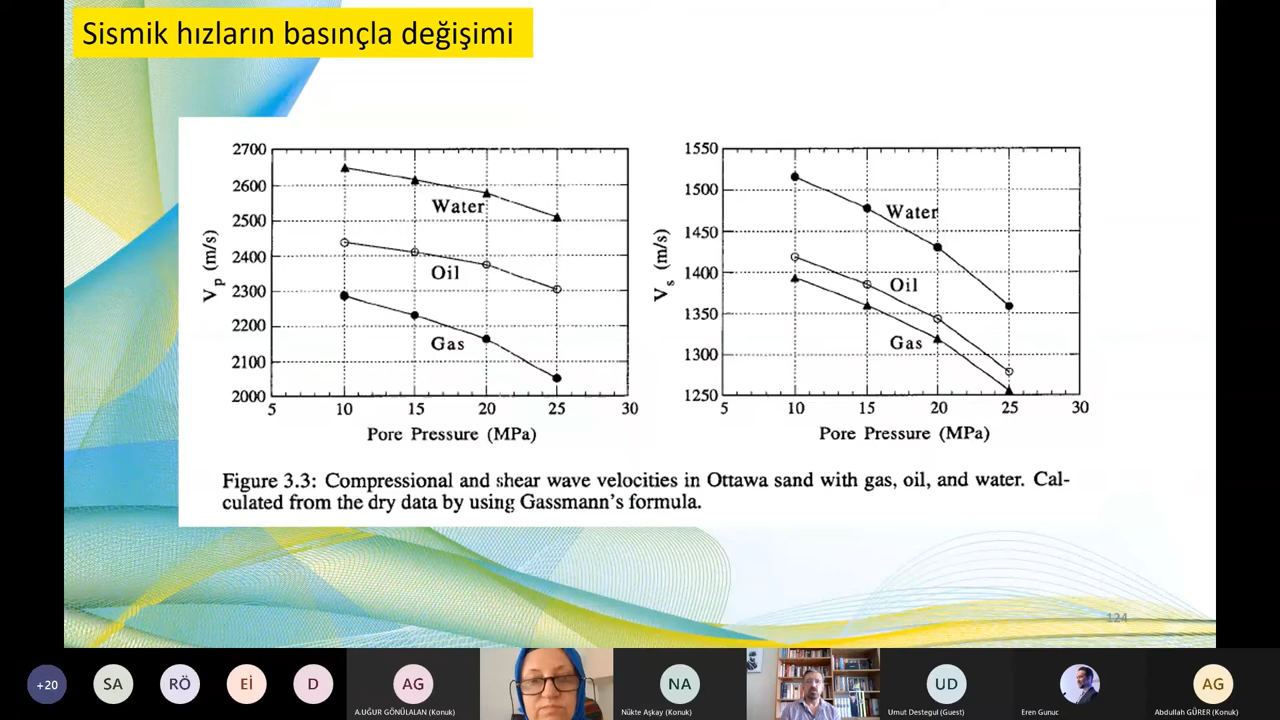 Sismik hızların basınçla değişimi
2700
2600
2500
2400
2300
2200
2100
2000
Vp (m/s)
Water
Oil
Gas
5 10 15 20 25 30
Pore Pressure (MPa)
1550
1500
1450
1400
1350
1300
1250
Vs (m/s)
Water
Oil
Gas
5 10 15 20 25 30
Pore Pressure (MPa)
Figure 3.3: Compressional and shear wave velocities in Ottawa sand with gas, oil, and water. Cal-
culated from the dry data by using Gassmann's formula.
124
+20 SA RÖ Eİ D AG NA UD AG
A.UĞUR GÖNÜLALAN (Konuk) Nükte Aşkay (Konuk) Umut Destegul (Guest) Eren Gunuc Abdullah GÜRER (Konuk)